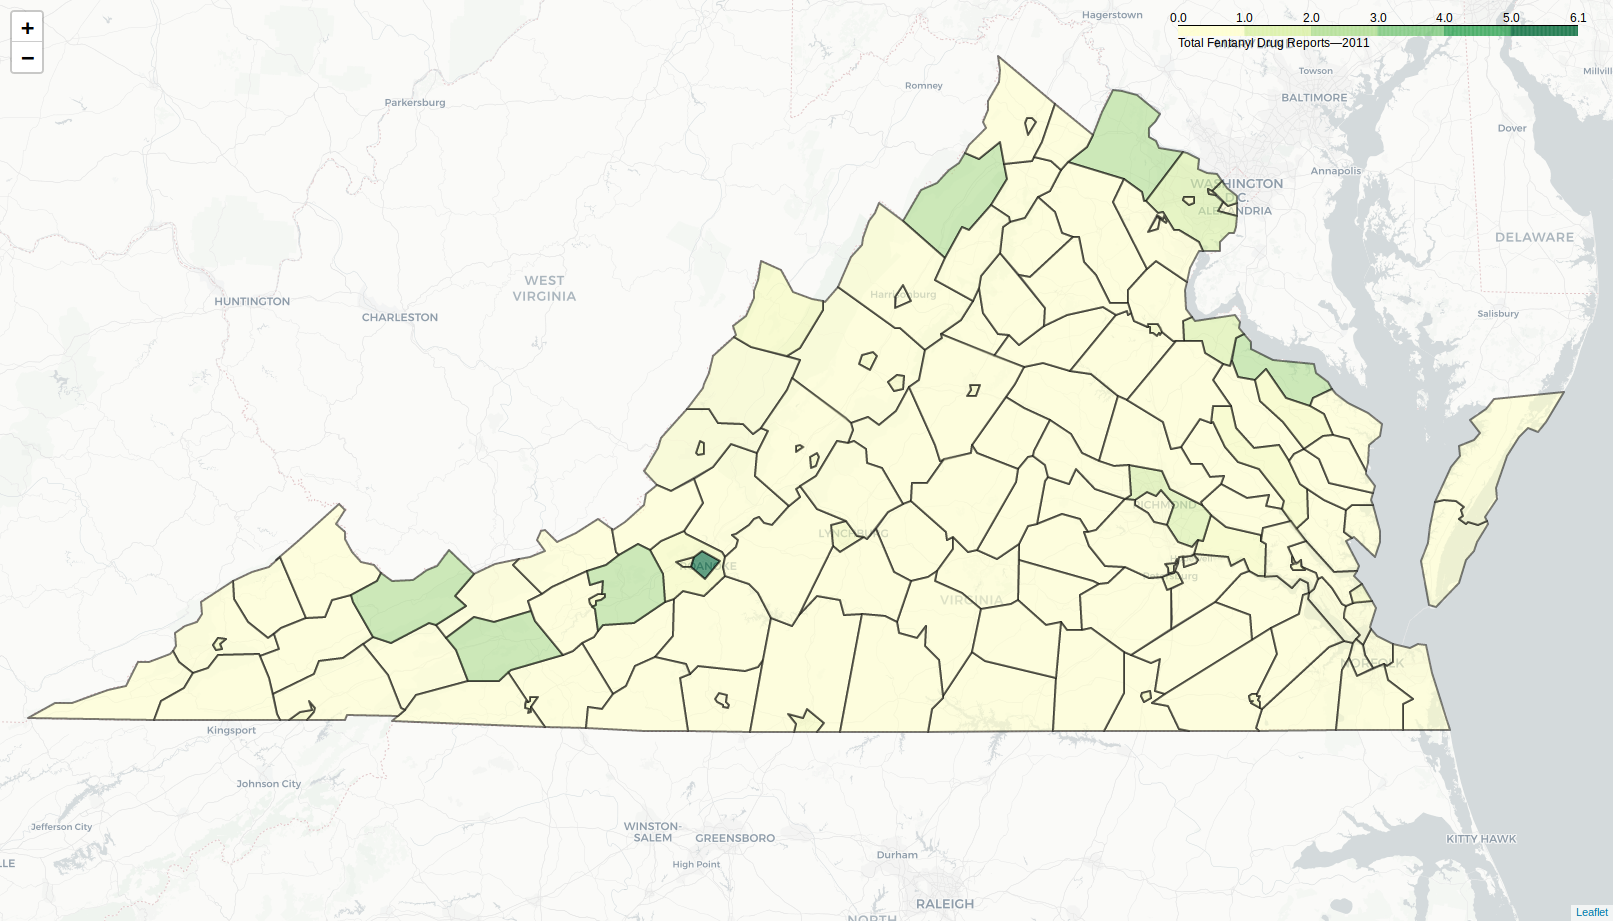 +
−
Hagerstown
0.0 1.0 2.0 3.0 4.0 5.0 6.1
Total Fentanyl Drug Reports—2011
Towson
Millvill
Romney
BALTIMORE
Parkersburg
Dover
Annapolis
WASHINGTON
D.C.
ALEXANDRIA
DELAWARE
WEST
VIRGINIA
Harrisonburg
HUNTINGTON
CHARLESTON
Salisbury
RICHMOND
LYNCHBURG
ROANOKE
Petersburg
VIRGINIA
NORFOLK
Kingsport
Johnson City
Jefferson City
WINSTON-
SALEM
GREENSBORO
KITTY HAWK
Durham
High Point
LLE
RALEIGH
NORTH
Leaflet